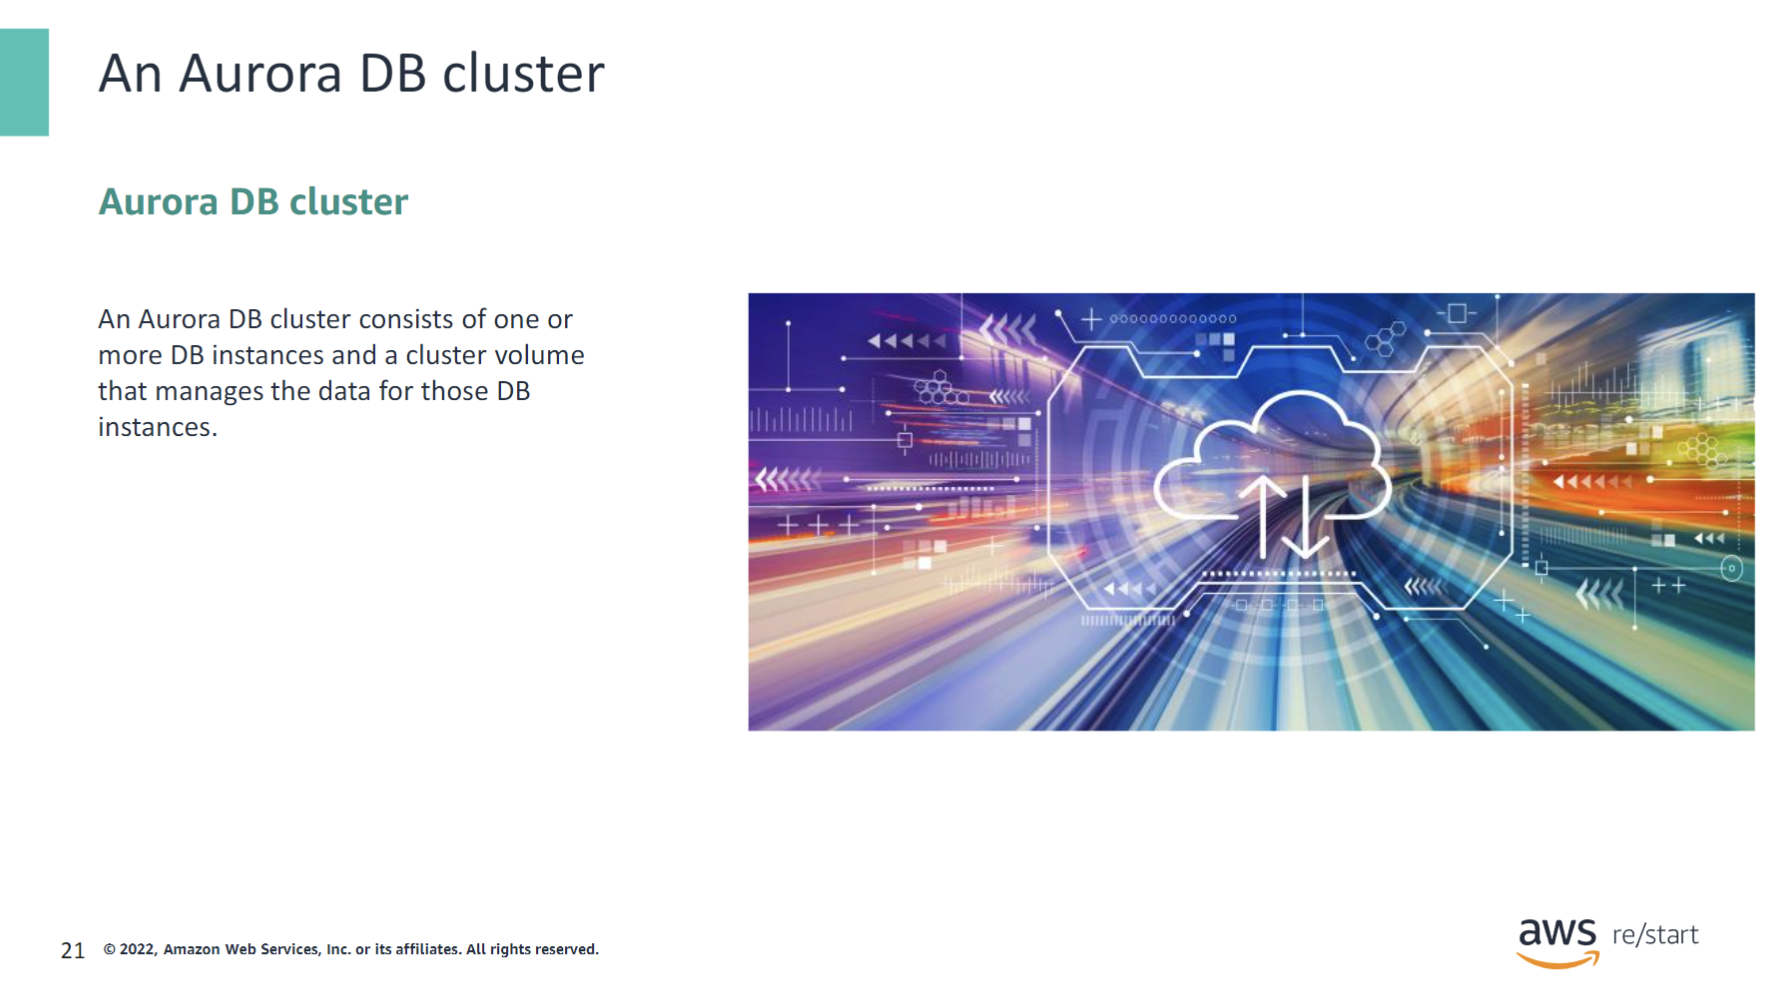 An Aurora DB cluster
Aurora DB cluster
An Aurora DB cluster consists of one or
more DB instances and a cluster volume
that manages the data for those DB
instances.
21 © 2022, Amazon Web Services, Inc. or its affiliates. All rights reserved.
aws re/start